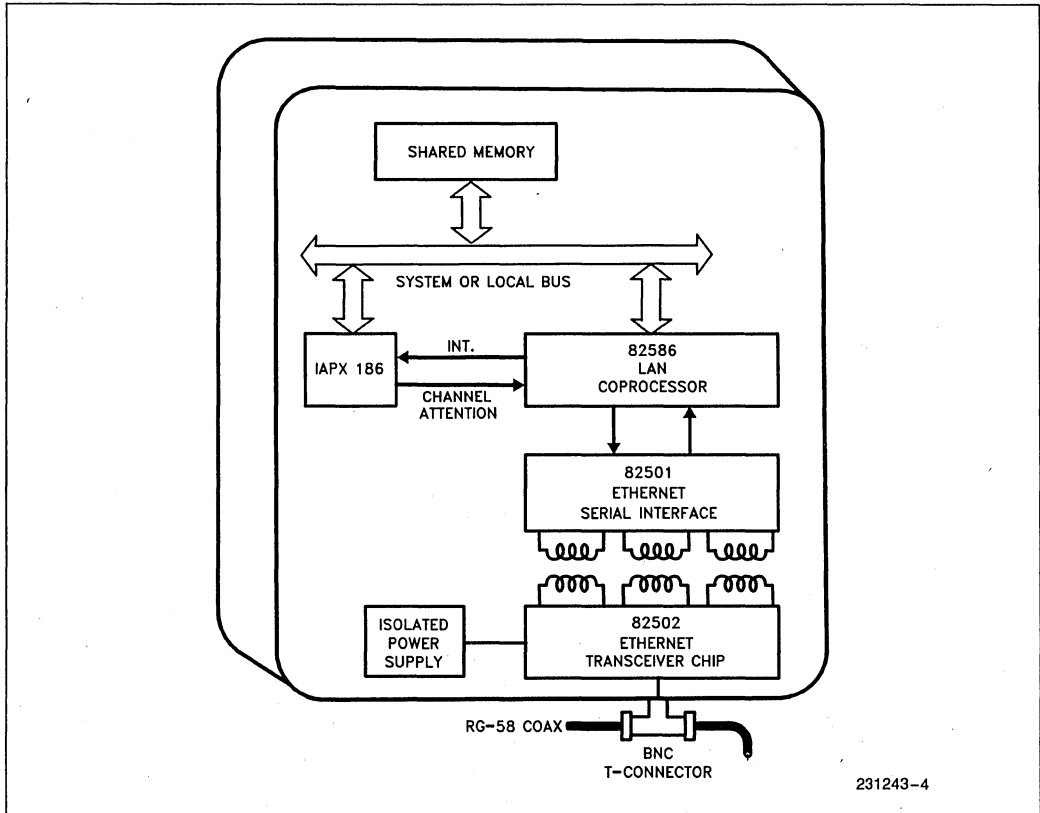 SHARED MEMORY
SYSTEM OR LOCAL BUS
IAPX 186
INT.
CHANNEL
ATTENTION
82586
LAN
COPROCESSOR
82501
ETHERNET
SERIAL INTERFACE
ISOLATED
POWER
SUPPLY
82502
ETHERNET
TRANSCEIVER CHIP
RG-58 COAX
BNC
T-CONNECTOR
231243-4